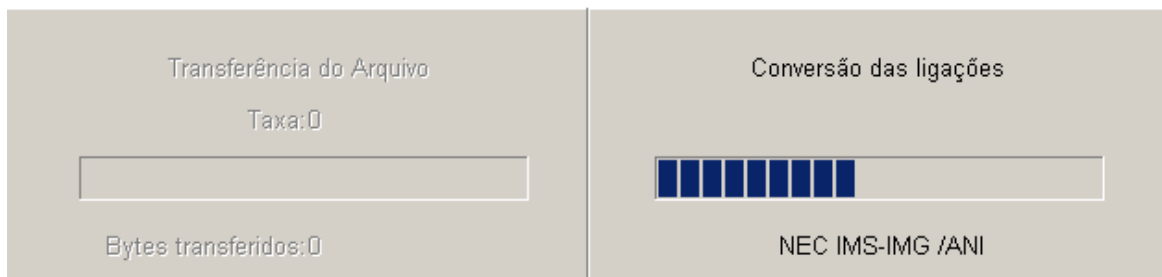 Transferência do Arquivo
Taxa:0
Bytes transferidos:0
Conversão das ligações
NEC IMS-IMG /ANI